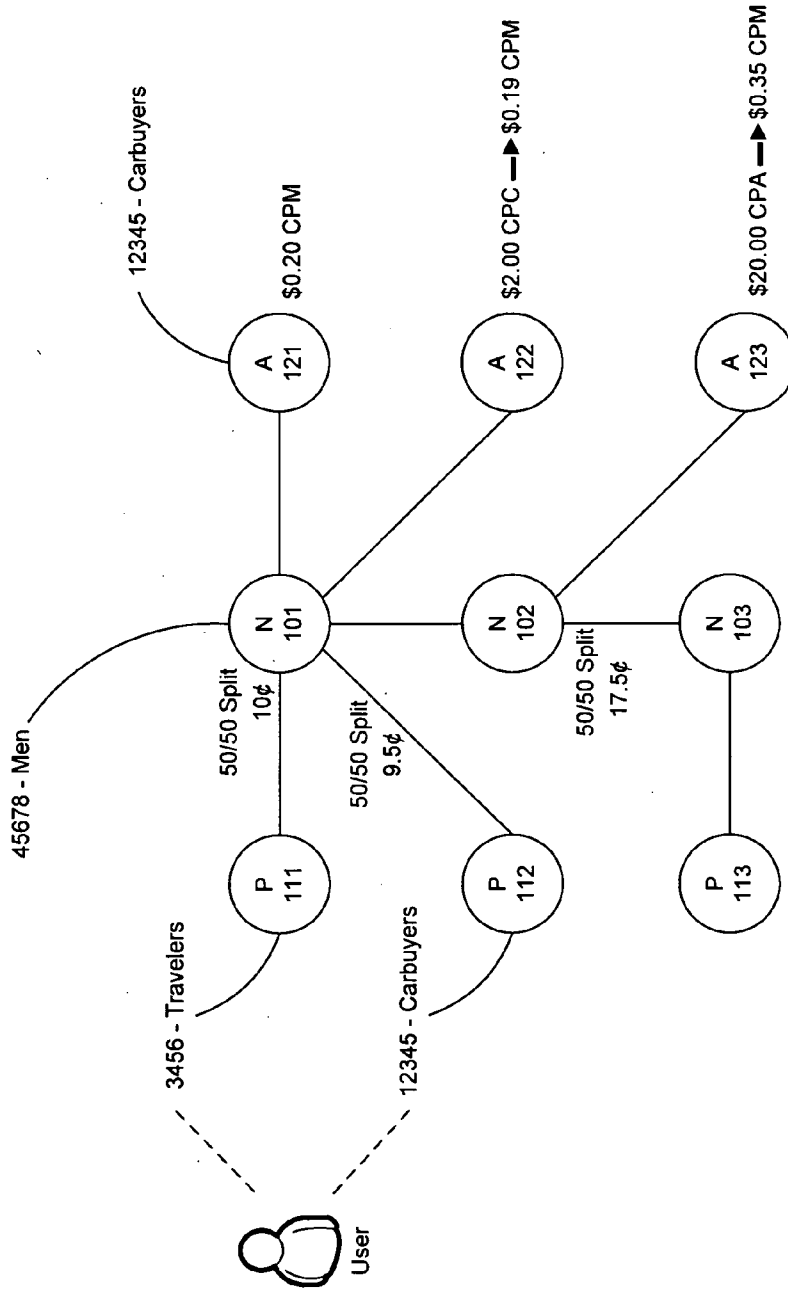 45678 - Men
12345 - Carbuyers
3456 - Travelers
P
111
50/50 Split
10¢
N
101
A
121
$0.20 CPM
50/50 Split
9.5¢
User
12345 - Carbuyers
P
112
N
102
A
122
$2.00 CPC → $0.19 CPM
50/50 Split
17.5¢
P
113
N
103
A
123
$20.00 CPA → $0.35 CPM